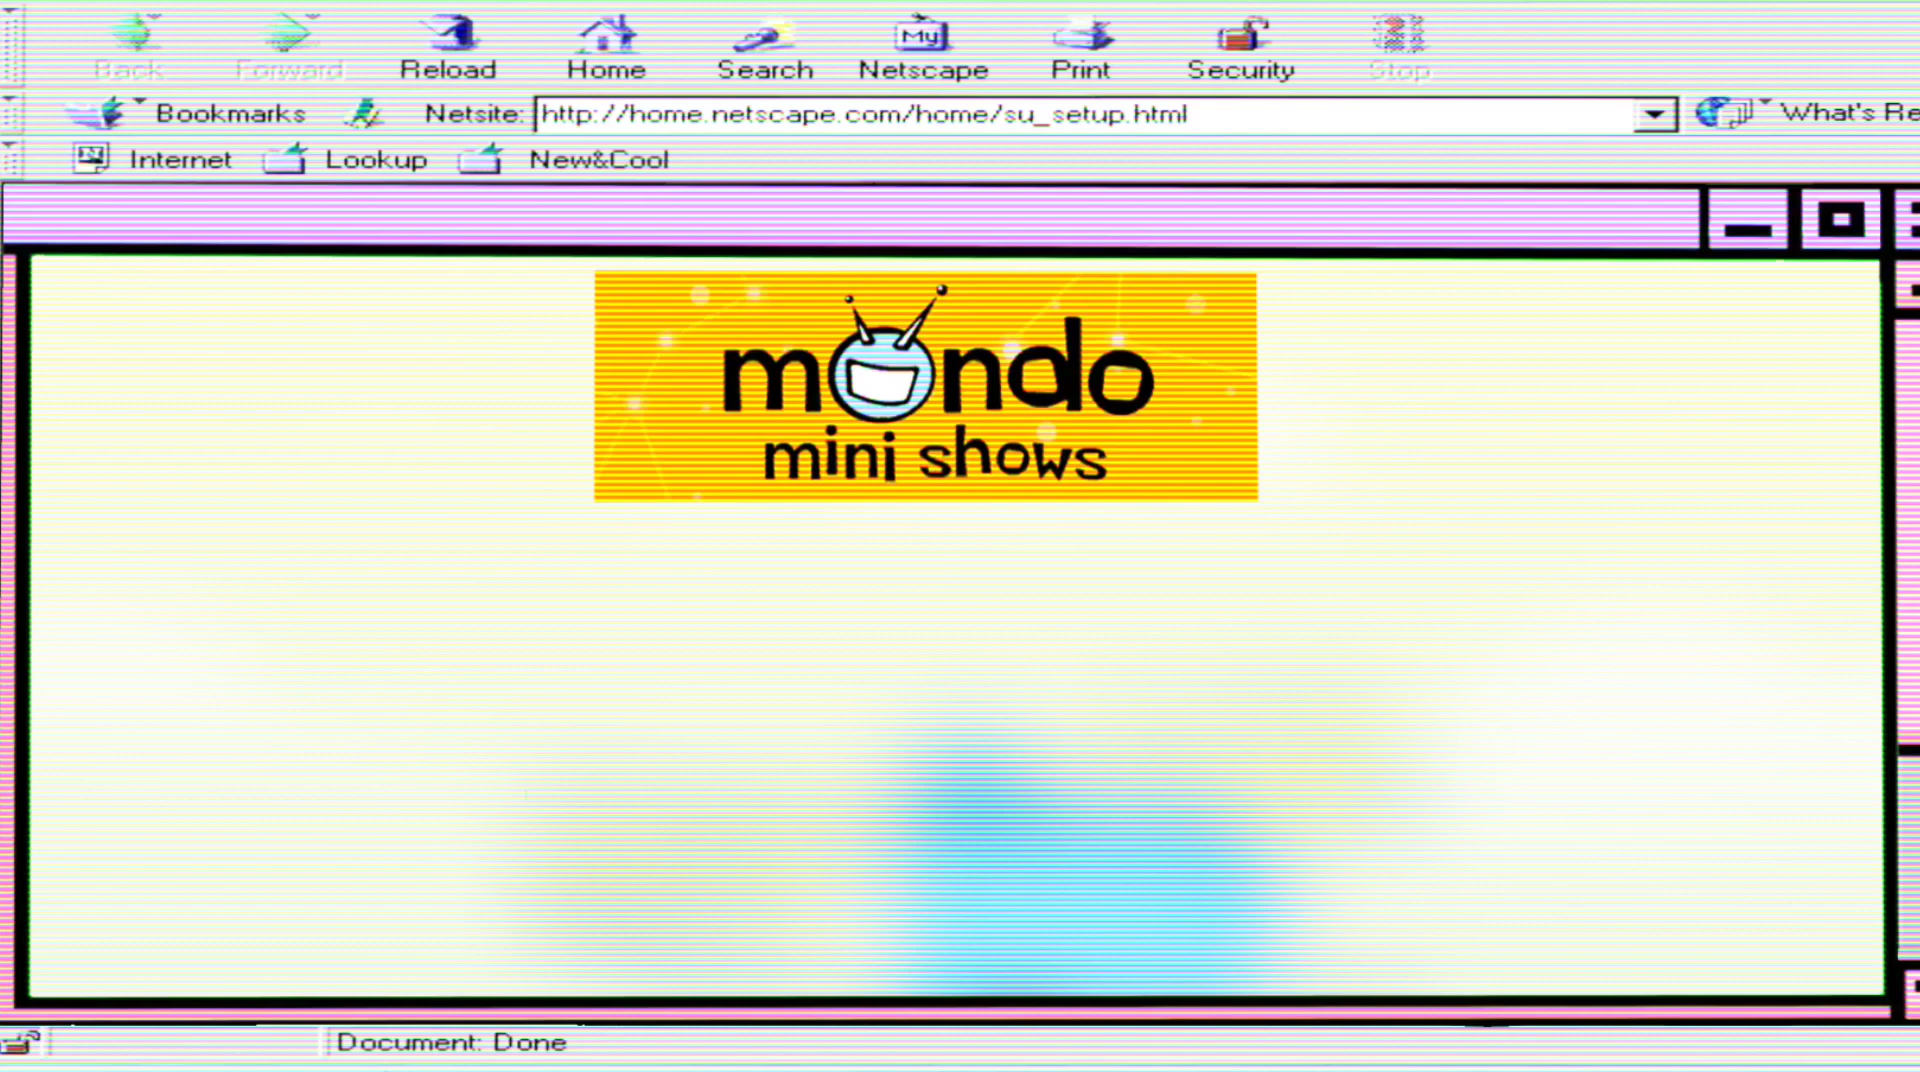 Back Forward Reload Home Search Netscape Print Security Stop
My
Bookmarks Netsite: http://home.netscape.com/home/su_setup.html What's Re
Internet Lookup New&Cool
mondo
mini shows
Document: Done